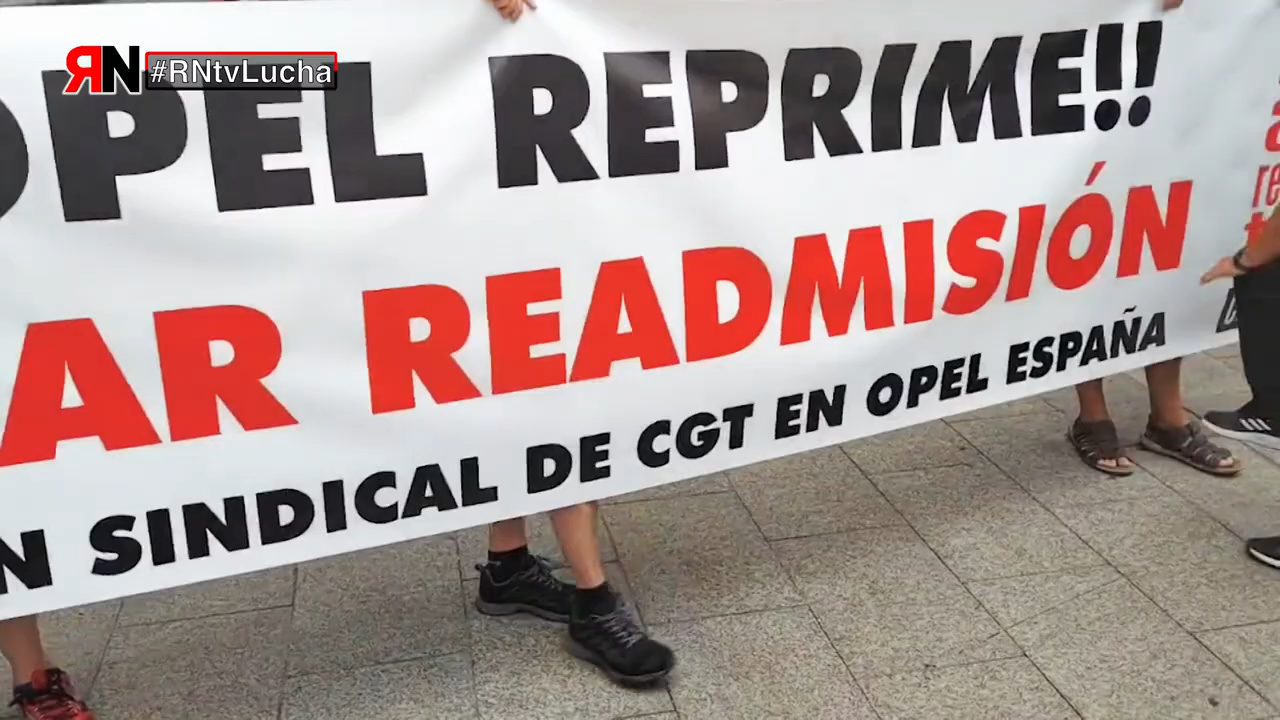 RN #RNtvLucha
OPEL REPRIME!!
AR READMISIÓN
N SINDICAL DE CGT EN OPEL ESPAÑA